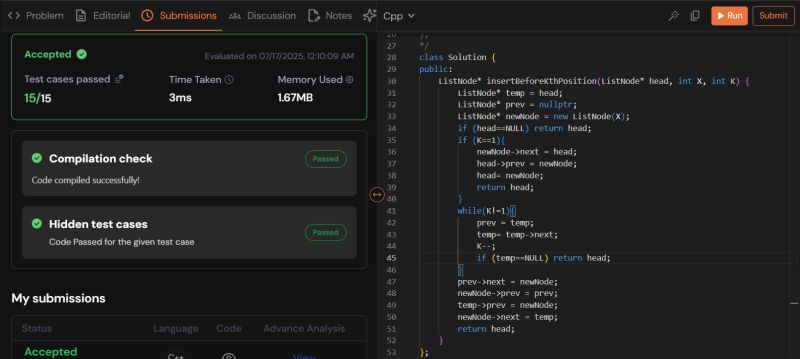 Problem Editorial Submissions Discussion Notes
C++ Run Submit
Accepted
Evaluated on 07/17/2025, 12:10:09 AM
Test cases passed Time Taken Memory Used
15/15 3ms 1.67MB
Compilation check Passed
Code compiled successfully!
Hidden test cases Passed
Code Passed for the given test case
My submissions
Status Language Code Advance Analysis
Accepted C++ View
26 };
27 */
28 class Solution {
29 public:
30 ListNode* insertBeforeKthPosition(ListNode* head, int X, int K) {
31 ListNode* temp = head;
32 ListNode* prev = nullptr;
33 ListNode* newNode = new ListNode(X);
34 if (head==NULL) return head;
35 if (K==1){
36 newNode->next = head;
37 head->prev = newNode;
38 head= newNode;
39 return head;
40 }
41 while(K!=1){
42 prev = temp;
43 temp= temp->next;
44 K--;
45 if (temp==NULL) return head;
46 }
47 prev->next = newNode;
48 newNode->prev = prev;
49 temp->prev = newNode;
50 newNode->next = temp;
51 return head;
52 }
53 };